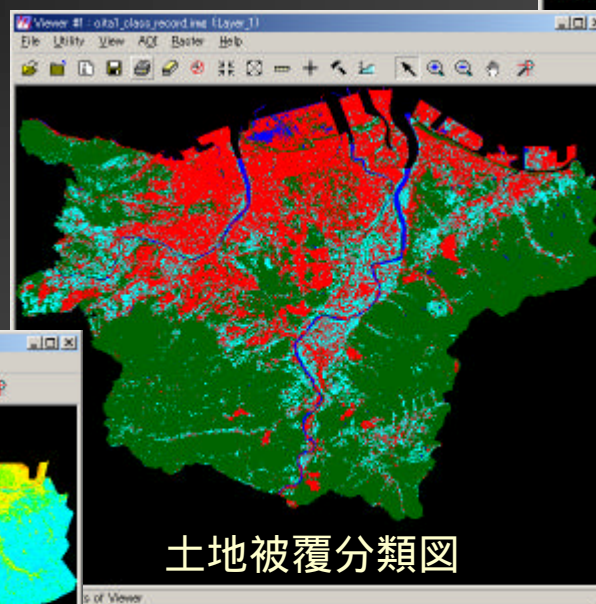 Viewer #1 : oita1_class_record.img (Layer_1)
File Utility View AOI Raster Help
土地被覆分類図
s of Viewer